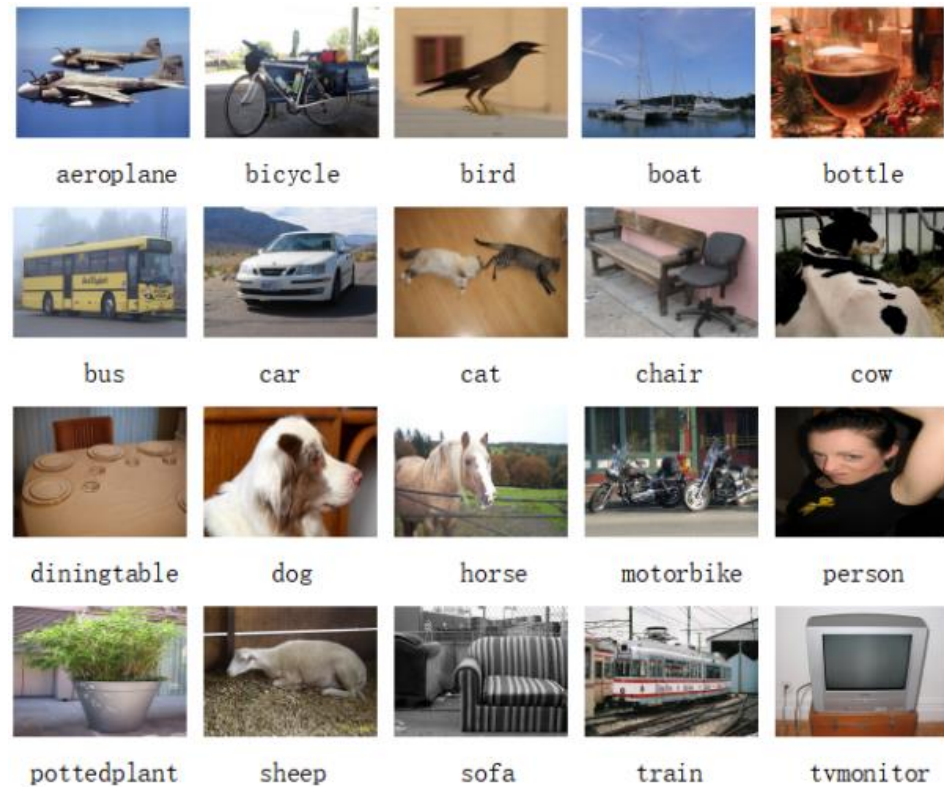 aeroplane bicycle bird boat bottle
bus car cat chair cow
diningtable dog horse motorbike person
pottedplant sheep sofa train tvmonitor